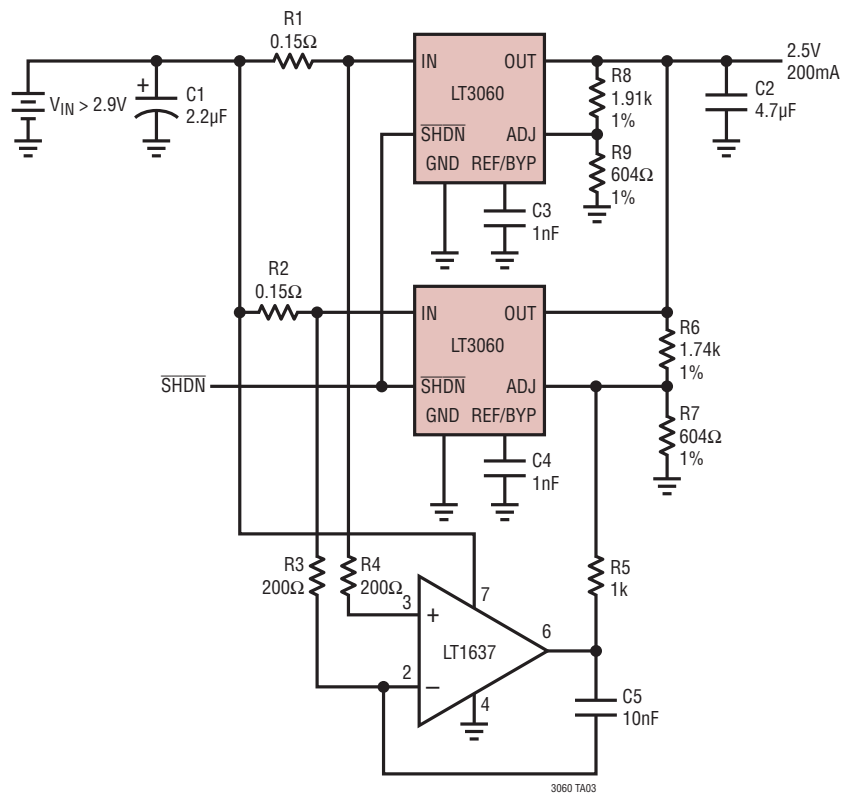 R1
0.15Ω
IN
OUT
LT3060
SHDN
ADJ
GND
REF/BYP
2.5V
200mA
R8
1.91k
1%
C2
4.7µF
+
C1
2.2µF
VIN > 2.9V
R9
604Ω
1%
C3
1nF
R2
0.15Ω
IN
OUT
LT3060
SHDN
SHDN
ADJ
GND
REF/BYP
R6
1.74k
1%
R7
604Ω
1%
C4
1nF
R3
200Ω
R4
200Ω
R5
1k
3
+
7
LT1637
6
2
–
4
C5
10nF
3060 TA03